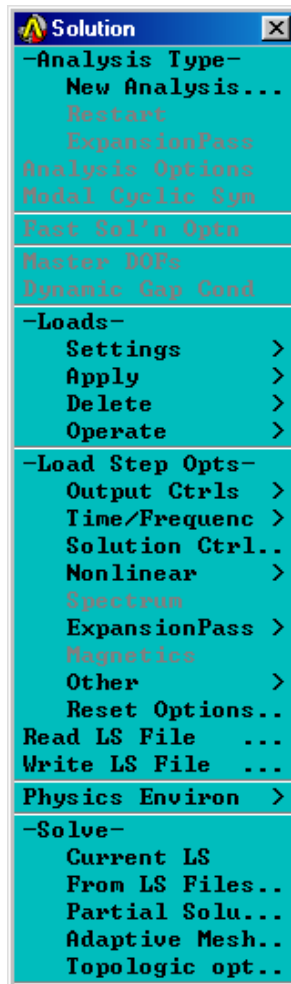 Solution
-Analysis Type-
New Analysis...
Restart
ExpansionPass
Analysis Options
Modal Cyclic Sym
Fast Sol'n Optn
Master DOFs
Dynamic Gap Cond
-Loads-
Settings >
Apply >
Delete >
Operate >
-Load Step Opts-
Output Ctrls >
Time/Frequenc >
Solution Ctrl..
Nonlinear >
Spectrum
ExpansionPass >
Magnetics
Other >
Reset Options..
Read LS File ...
Write LS File ...
Physics Environ >
-Solve-
Current LS
From LS Files..
Partial Solu...
Adaptive Mesh..
Topologic opt..